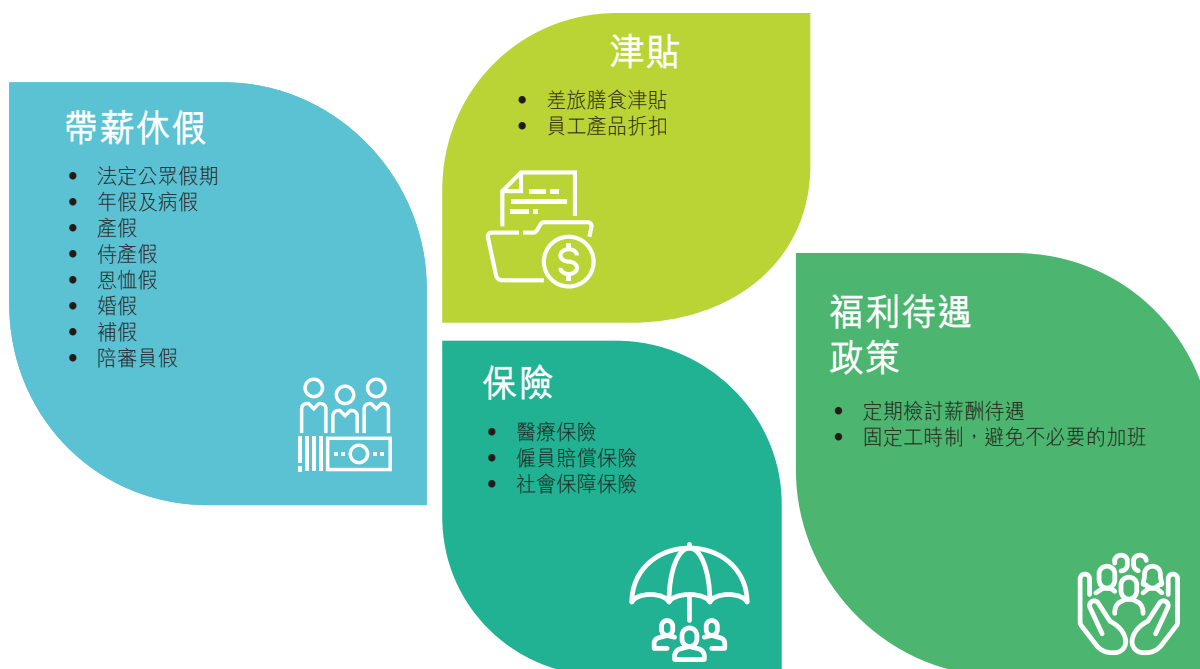 帶薪休假
法定公眾假期
年假及病假
產假
侍產假
恩恤假
婚假
補假
陪審員假
津貼
差旅膳食津貼
員工產品折扣
$
保險
醫療保險
僱員賠償保險
社會保障保險
福利待遇
政策
定期檢討薪酬待遇
固定工時制，避免不必要的加班